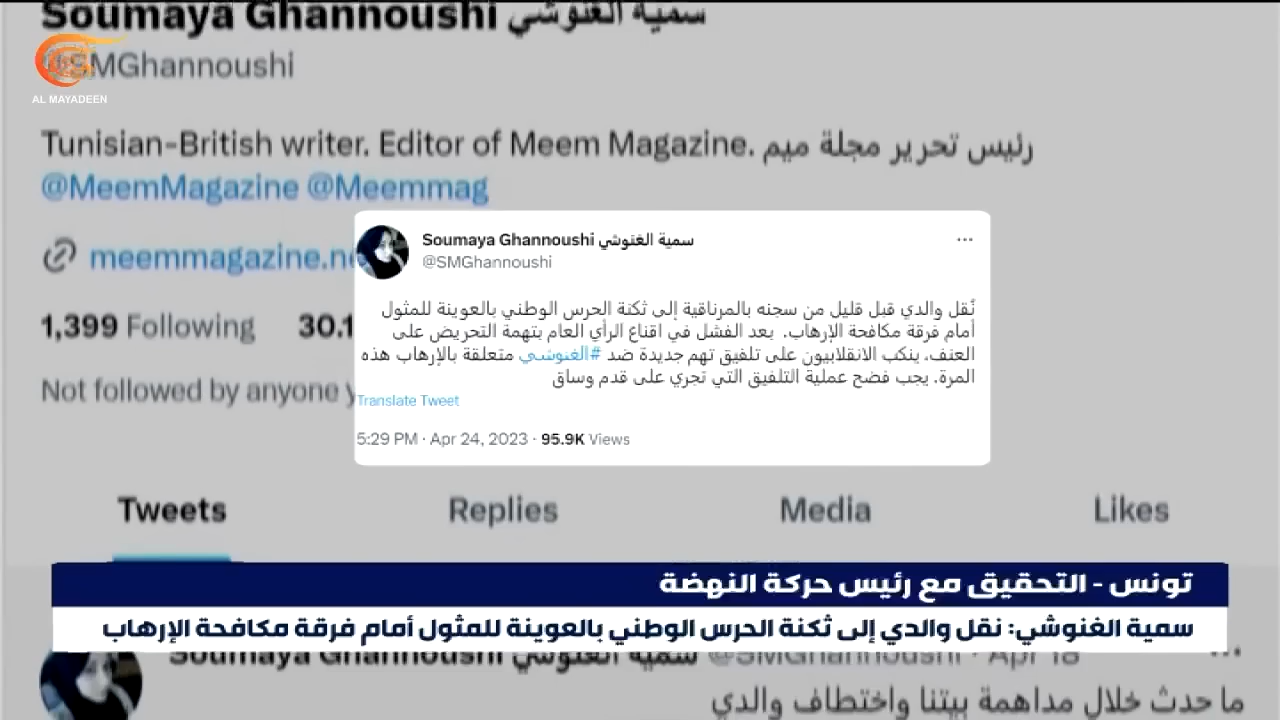 Soumaya Ghannoushi سمية الغنوشي
@SMGhannoushi
AL MAYADEEN
Tunisian-British writer. Editor of Meem Magazine. رئيس تحرير مجلة ميم
@MeemMagazine @Meemmag
meemmagazine.n
1,399 Following 30.1
Not followed by anyone y
Soumaya Ghannoushi سمية الغنوشي
@SMGhannoushi
نُقل والدي قبل قليل من سجنه بالمرناقية إلى ثكنة الحرس الوطني بالعوينة للمثول
أمام فرقة مكافحة الإرهاب. بعد الفشل في اقناع الرأي العام بتهمة التحريض على
العنف، ينكب الانقلابيون على تلفيق تهم جديدة ضد #الغنوشي متعلقة بالإرهاب هذه
المرة. يجب فضح عملية التلفيق التي تجري على قدم وساق
Translate Tweet
5:29 PM · Apr 24, 2023 · 95.9K Views
Tweets Replies Media Likes
تونس - التحقيق مع رئيس حركة النهضة
سمية الغنوشي: نقل والدي إلى ثكنة الحرس الوطني بالعوينة للمثول أمام فرقة مكافحة الإرهاب
Soumaya Ghannoushi سمية الغنوشي @SMGhannoushi · Apr 18
ما حدث خلال مداهمة بيتنا واختطاف والدي